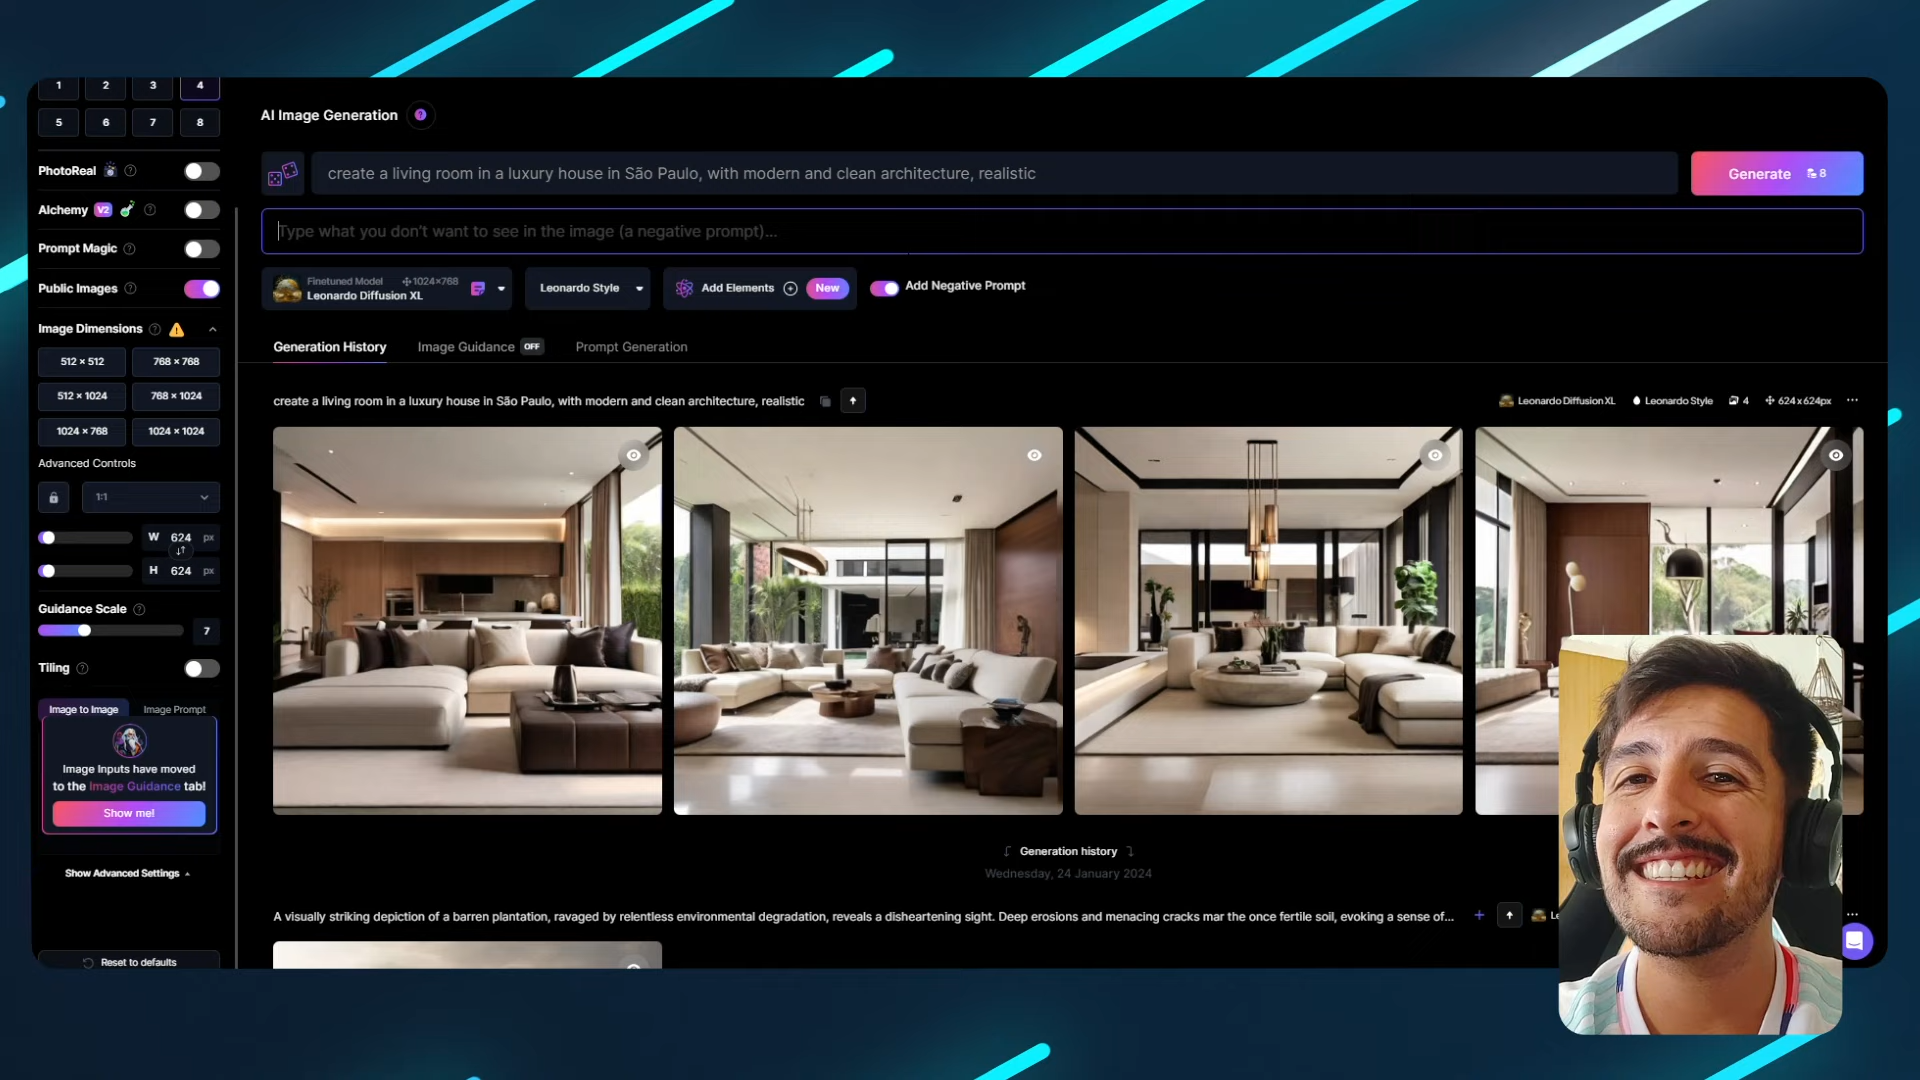 1 2 3 4
5 6 7 8
PhotoReal
Alchemy V2
Prompt Magic
Public Images
Image Dimensions
512 × 512 768 × 768
512 × 1024 768 × 1024
1024 × 768 1024 × 1024
Advanced Controls
1:1
W 624 px
H 624 px
Guidance Scale
7
Tiling
Image to Image Image Prompt
Image Inputs have moved
to the Image Guidance tab!
Show me!
Show Advanced Settings
Reset to defaults
AI Image Generation ?
create a living room in a luxury house in São Paulo, with modern and clean architecture, realistic
Generate 8
Type what you don't want to see in the image (a negative prompt)...
Finetuned Model 1024×768
Leonardo Diffusion XL
Leonardo Style
Add Elements New
Add Negative Prompt
Generation History Image Guidance OFF Prompt Generation
create a living room in a luxury house in São Paulo, with modern and clean architecture, realistic
Leonardo Diffusion XL Leonardo Style 4 624 x 624px
Generation history
Wednesday, 24 January 2024
A visually striking depiction of a barren plantation, ravaged by relentless environmental degradation, reveals a disheartening sight. Deep erosions and menacing cracks mar the once fertile soil, evoking a sense of...
Le